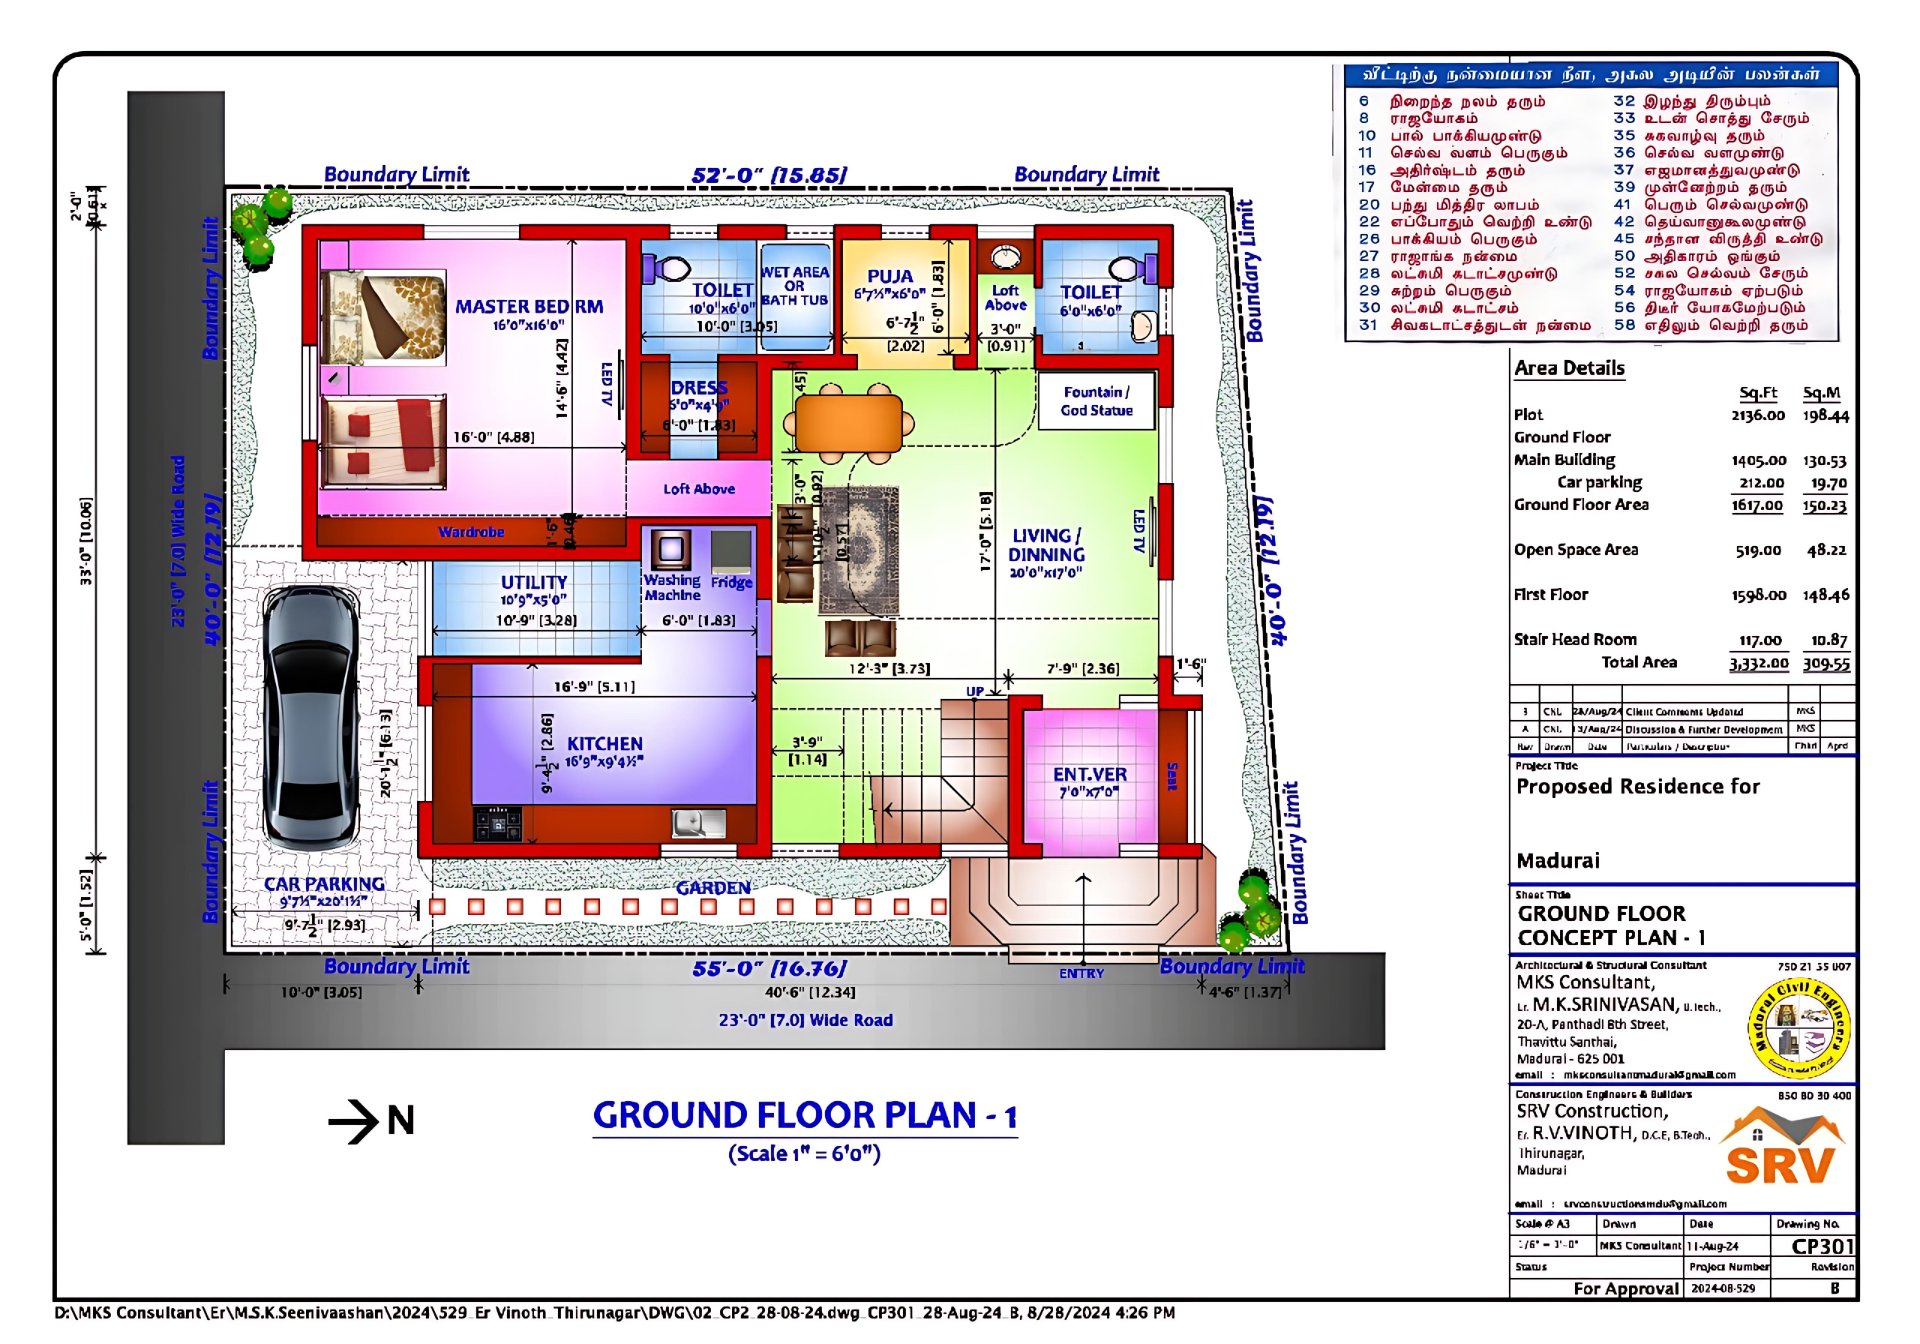 வீட்டிற்கு நன்மையான நீள, அகல அடியின் பலன்கள்
6 நிறைந்த நலம் தரும்
8 ராஜயோகம்
10 பால் பாக்கியமுண்டு
11 செல்வ வளம் பெருகும்
16 அதிர்ஷ்டம் தரும்
17 மேன்மை தரும்
20 பந்து மித்திர லாபம்
22 எப்போதும் வெற்றி உண்டு
26 பாக்கியம் பெருகும்
27 ராஜாங்க நன்மை
28 லட்சுமி கடாட்சமுண்டு
29 சுற்றம் பெருகும்
30 லட்சுமி கடாட்சம்
31 சிவகடாட்சத்துடன் நன்மை
32 இழந்து திரும்பும்
33 உடன் சொத்து சேரும்
35 சுகவாழ்வு தரும்
36 செல்வ வளமுண்டு
37 எஜமானத்துவமுண்டு
39 முன்னேற்றம் தரும்
41 பெரும் செல்வமுண்டு
42 தெய்வானுகூலமுண்டு
45 சந்தான விருத்தி உண்டு
50 அதிகாரம் ஓங்கும்
52 சகல செல்வம் சேரும்
54 ராஜயோகம் ஏற்படும்
56 திடீர் யோகமேற்படும்
58 எதிலும் வெற்றி தரும்
Boundary Limit
52'-0" [15.85]
Boundary Limit
2'-0"
Boundary Limit
Boundary Limit
MASTER BED RM
16'0"x16'0"
14'-6" [4.42]
16'-0" [4.88]
LED TV
Wardrobe
1'-6"
TOILET
10'0"x6'0"
10'-0" [3.05]
WET AREA
OR
BATH TUB
PUJA
6'7½"x6'0"
6'-7½"
[2.02]
6'-0" [1.83]
Loft
Above
3'-0"
[0.91]
TOILET
6'0"x6'0"
DRESS
6'0"x4'9"
6'-0" [1.83]
Fountain /
God Statue
Loft Above
3'-0"
[0.92]
LIVING /
DINNING
20'0"x17'0"
17'-0" [5.18]
LED TV
23'-0" [7.0] Wide Road
40'-0" [12.19]
33'-0" [10.06]
40'-0" [12.19]
UTILITY
10'9"x5'0"
10'-9" [3.28]
Washing
Machine
Fridge
6'-0" [1.83]
12'-3" [3.73]
7'-9" [2.36]
1'-6"
UP
16'-9" [5.11]
KITCHEN
16'9"x9'4½"
9'-4½" [2.86]
3'-9"
[1.14]
ENT.VER
7'0"x7'0"
Seat
20'-1½" [6.13]
Boundary Limit
Boundary Limit
CAR PARKING
9'7½"x20'1½"
9'-7½" [2.93]
5'-0" [1.52]
GARDEN
Boundary Limit
55'-0" [16.76]
ENTRY
Boundary Limit
10'-0" [3.05]
40'-6" [12.34]
4'-6" [1.37]
23'-0" [7.0] Wide Road
N
GROUND FLOOR PLAN - 1
(Scale 1" = 6'0")
Area Details
Sq.Ft Sq.M
Plot 2136.00 198.44
Ground Floor
Main Building 1405.00 130.53
Car parking 212.00 19.70
Ground Floor Area 1617.00 150.23
Open Space Area 519.00 48.22
First Floor 1598.00 148.46
Stair Head Room 117.00 10.87
Total Area 3,332.00 309.55
28/Aug/24 Client Comments Updated MKS
A 13/Aug/24 Discussion & Further Development MKS
Rev Drawn Date Particulars / Description Chkd Aprd
Project Title
Proposed Residence for
Madurai
Sheet Title
GROUND FLOOR
CONCEPT PLAN - 1
Architectural & Structural Consultant 750 21 35 007
MKS Consultant,
Er. M.K.SRINIVASAN, B.Tech.,
20-A, Panthadi 8th Street,
Thavittu Santhai,
Madurai - 625 001
email : mksconsultantmadurai@gmail.com
Madurai Civil Engineers
Construction Engineers & Builders 850 80 30 400
SRV Construction,
Er. R.V.VINOTH, D.C.E, B.Tech.,
Thirunagar,
Madurai
SRV
email : srvconstructionsmdu@gmail.com
Scale @ A3 Drawn Date Drawing No.
1/6" = 1'-0" MKS Consultant 11-Aug-24 CP301
Status Project Number Revision
For Approval 2024-08-529 B
D:\MKS Consultant\Er\M.S.K.Seenivaashan\2024\529_Er Vinoth_Thirunagar\DWG\02_CP2_28-08-24.dwg_CP301_28-Aug-24_B, 8/28/2024 4:26 PM